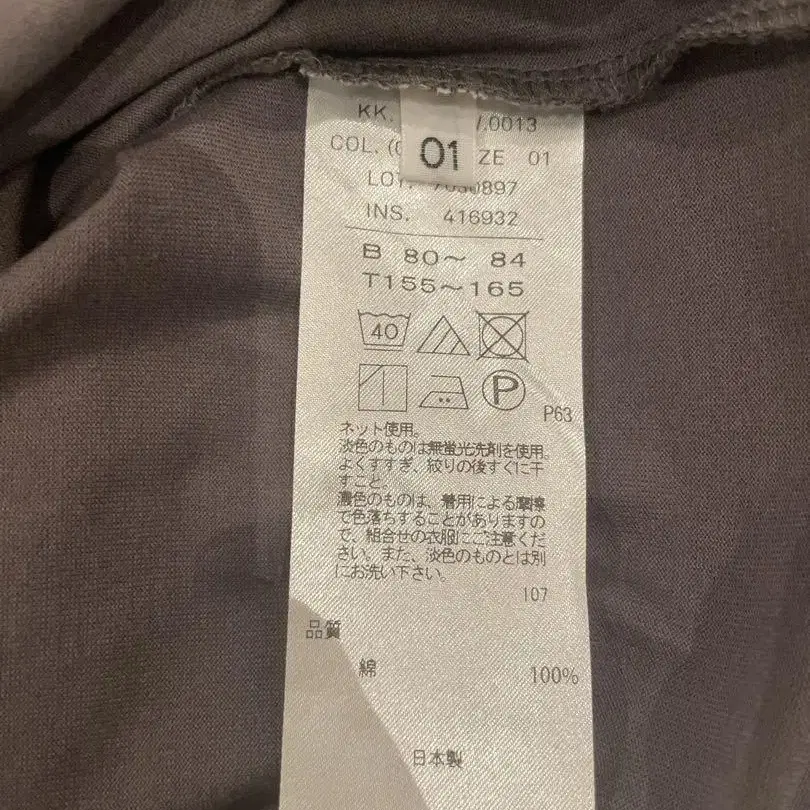 KK. /.0013
COL. ZE 01
01
LOT. 7030897
INS. 416932
B 80～ 84
T155～165
40
P
P63
ネット使用。
淡色のものは無蛍光洗剤を使用。
よくすすぎ、絞りの後すぐに干
すこと。
濃色のものは、着用による摩擦
で色落ちすることがありますの
で、組合せの衣服にご注意くだ
さい。また、淡色のものとは別
にお洗い下さい。
107
品質
綿 100%
日本製